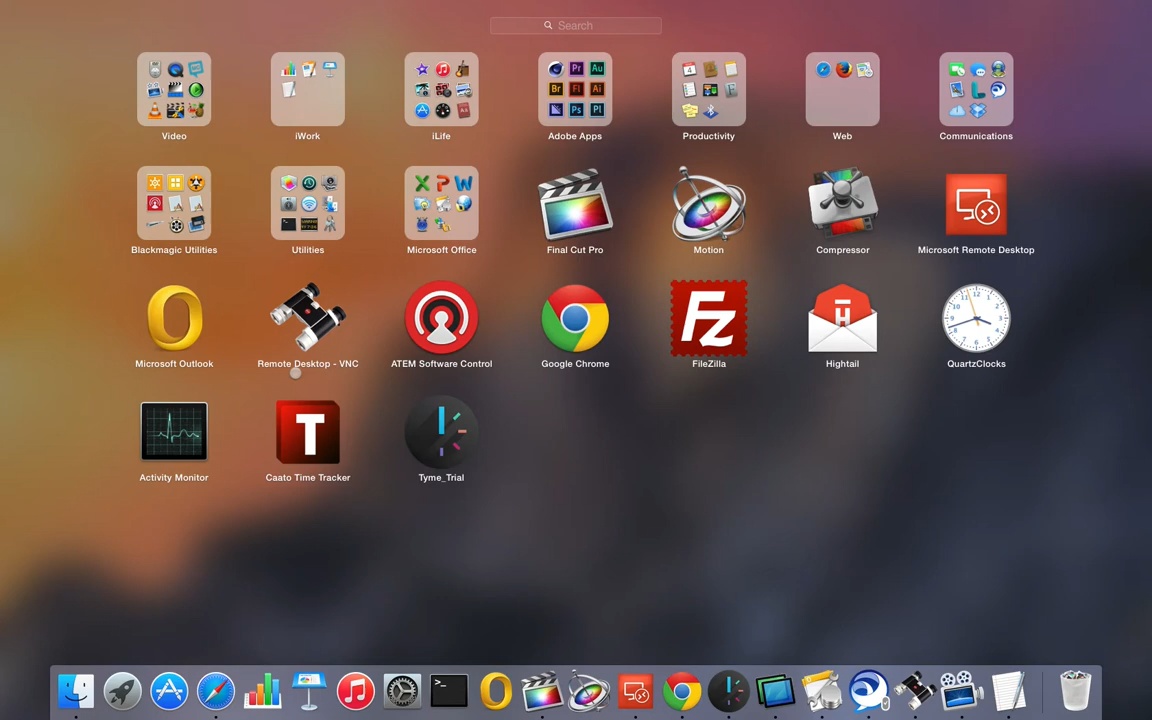 Search
Video
iWork
iLife
Adobe Apps
Productivity
Web
Communications
Blackmagic Utilities
Utilities
Microsoft Office
Final Cut Pro
Motion
Compressor
Microsoft Remote Desktop
Microsoft Outlook
Remote Desktop - VNC
ATEM Software Control
Google Chrome
FileZilla
Hightail
QuartzClocks
Activity Monitor
Caato Time Tracker
Tyme_Trial